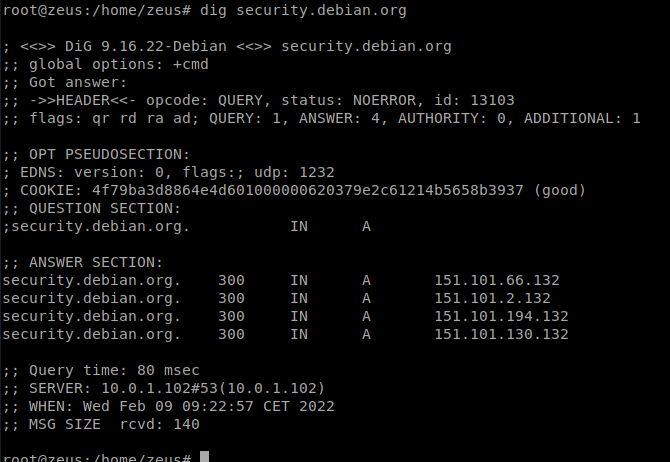 root@zeus:/home/zeus# dig security.debian.org
; <<>> DiG 9.16.22-Debian <<>> security.debian.org
;; global options: +cmd
;; Got answer:
;; ->>HEADER<<- opcode: QUERY, status: NOERROR, id: 13103
;; flags: qr rd ra ad; QUERY: 1, ANSWER: 4, AUTHORITY: 0, ADDITIONAL: 1
;; OPT PSEUDOSECTION:
; EDNS: version: 0, flags:; udp: 1232
; COOKIE: 4f79ba3d8864e4d601000000620379e2c61214b5658b3937 (good)
;; QUESTION SECTION:
;security.debian.org. IN A
;; ANSWER SECTION:
security.debian.org. 300 IN A 151.101.66.132
security.debian.org. 300 IN A 151.101.2.132
security.debian.org. 300 IN A 151.101.194.132
security.debian.org. 300 IN A 151.101.130.132
;; Query time: 80 msec
;; SERVER: 10.0.1.102#53(10.0.1.102)
;; WHEN: Wed Feb 09 09:22:57 CET 2022
;; MSG SIZE rcvd: 140
root@zeus:/home/zeus#